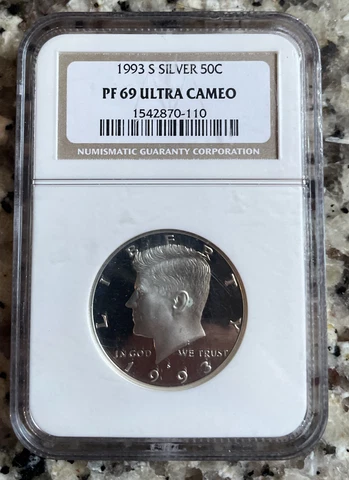 1993 S SILVER 50C
PF 69 ULTRA CAMEO
1542870-110
NUMISMATIC GUARANTY CORPORATION
LIBERTY
IN GOD WE TRUST
S
1993